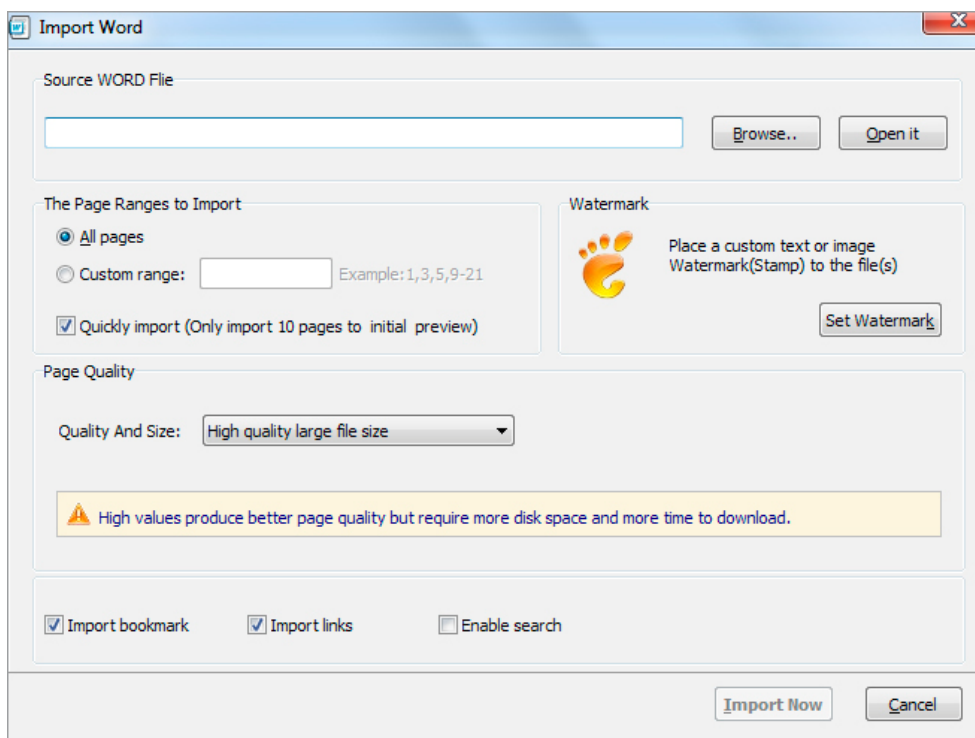 Import Word
Source WORD Flie
Browse..
Open it
The Page Ranges to Import
All pages
Custom range:
Example:1,3,5,9-21
Quickly import (Only import 10 pages to initial preview)
Watermark
Place a custom text or image
Watermark(Stamp) to the file(s)
Set Watermark
Page Quality
Quality And Size:
High quality large file size
High values produce better page quality but require more disk space and more time to download.
Import bookmark
Import links
Enable search
Import Now
Cancel